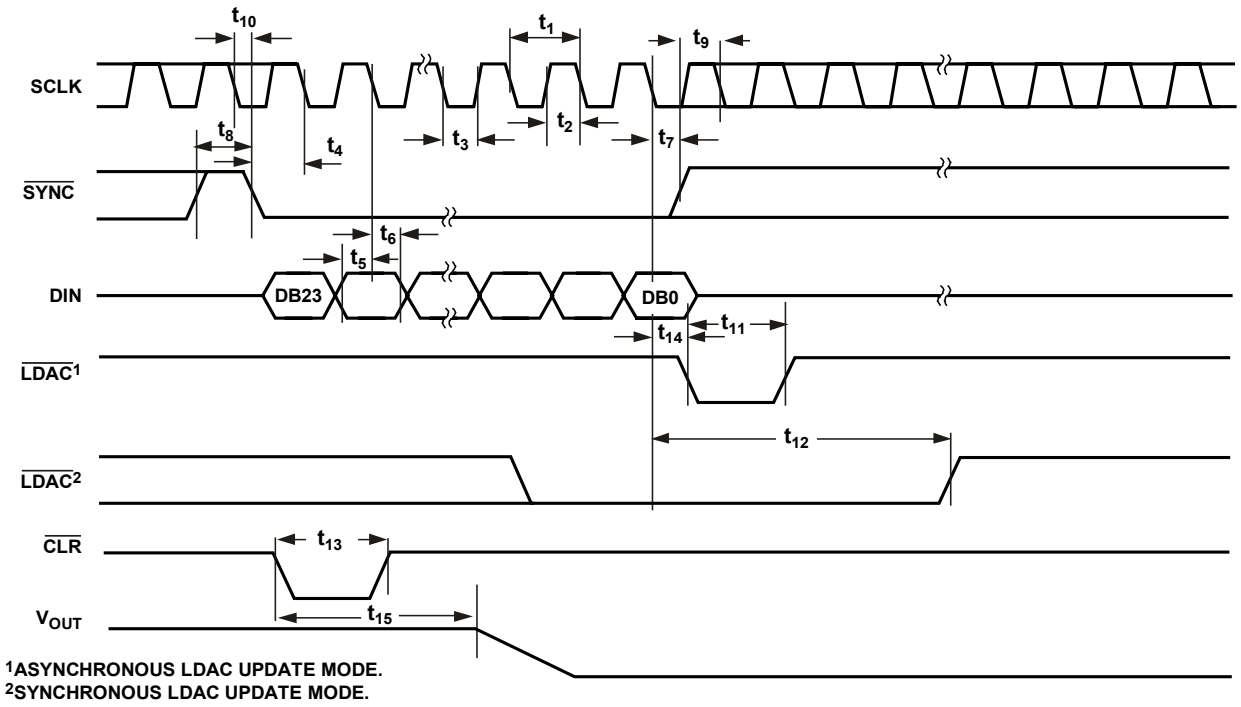 t10
t1
t9
SCLK
t8
t4
t3
t2
t7
SYNC
t6
t5
DIN
DB23
DB0
t14
t11
LDAC1
t12
LDAC2
CLR
t13
t15
VOUT
1ASYNCHRONOUS LDAC UPDATE MODE.
2SYNCHRONOUS LDAC UPDATE MODE.